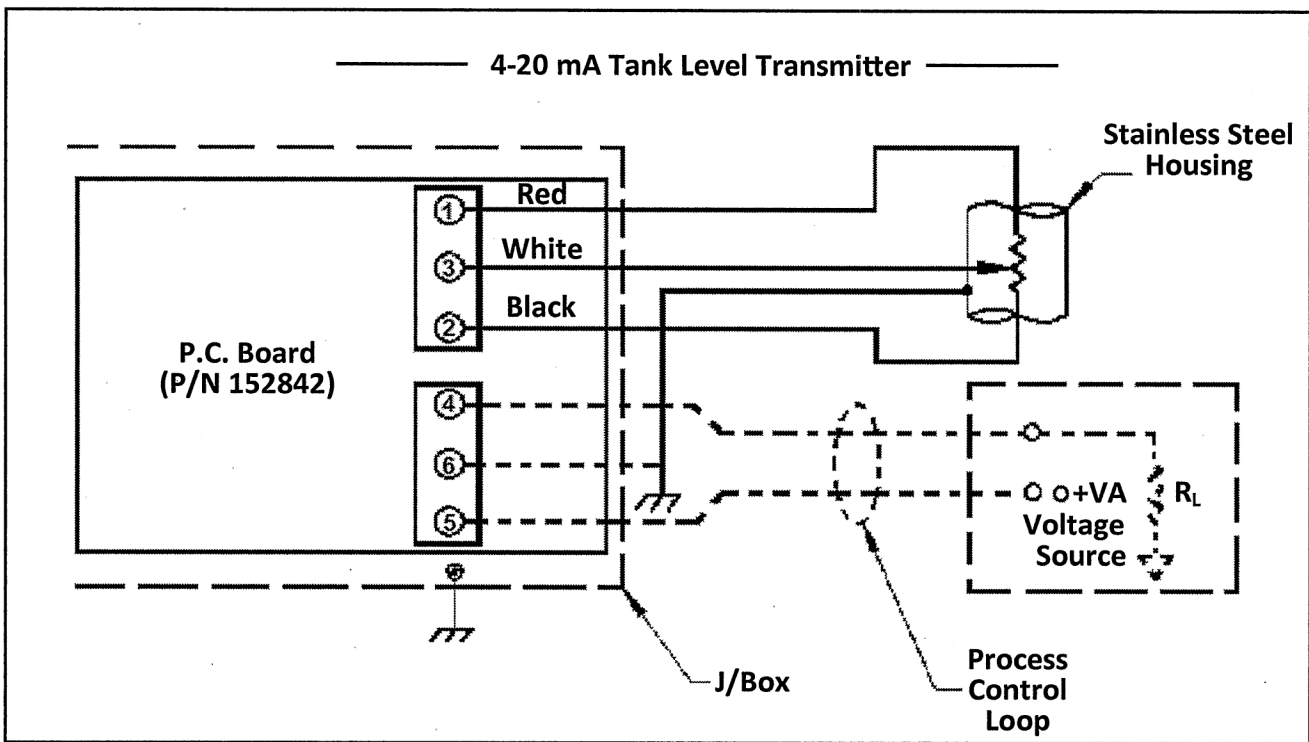 4-20 mA Tank Level Transmitter
Stainless Steel
Housing
1
Red
3
White
2
Black
P.C. Board
(P/N 152842)
4
6
5
+VA
Voltage
Source
RL
J/Box
Process
Control
Loop